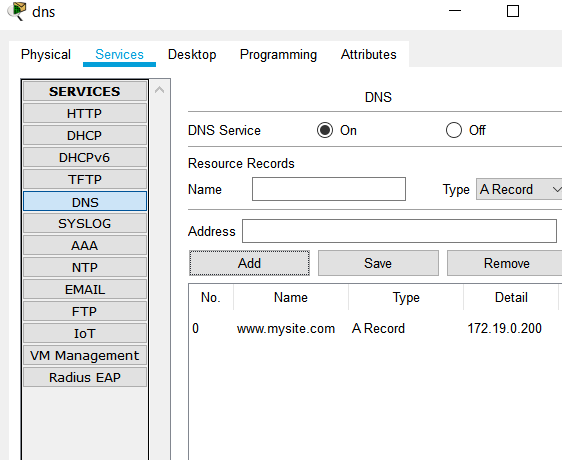 dns
Physical Services Desktop Programming Attributes
SERVICES
HTTP
DHCP
DHCPv6
TFTP
DNS
SYSLOG
AAA
NTP
EMAIL
FTP
IoT
VM Management
Radius EAP
DNS
DNS Service On Off
Resource Records
Name Type A Record
Address
Add Save Remove
No. Name Type Detail
0 www.mysite.com A Record 172.19.0.200